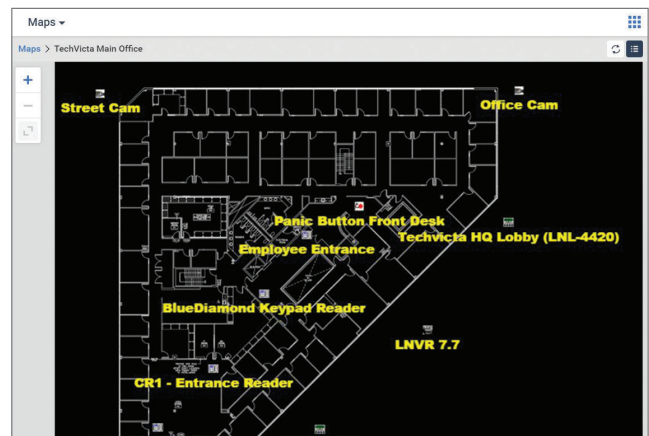 Maps
Maps > TechVicta Main Office
Street Cam
Office Cam
Panic Button Front Desk
Techvicta HQ Lobby (LNL-4420)
Employee Entrance
BlueDiamond Keypad Reader
LNVR 7.7
CR1 - Entrance Reader